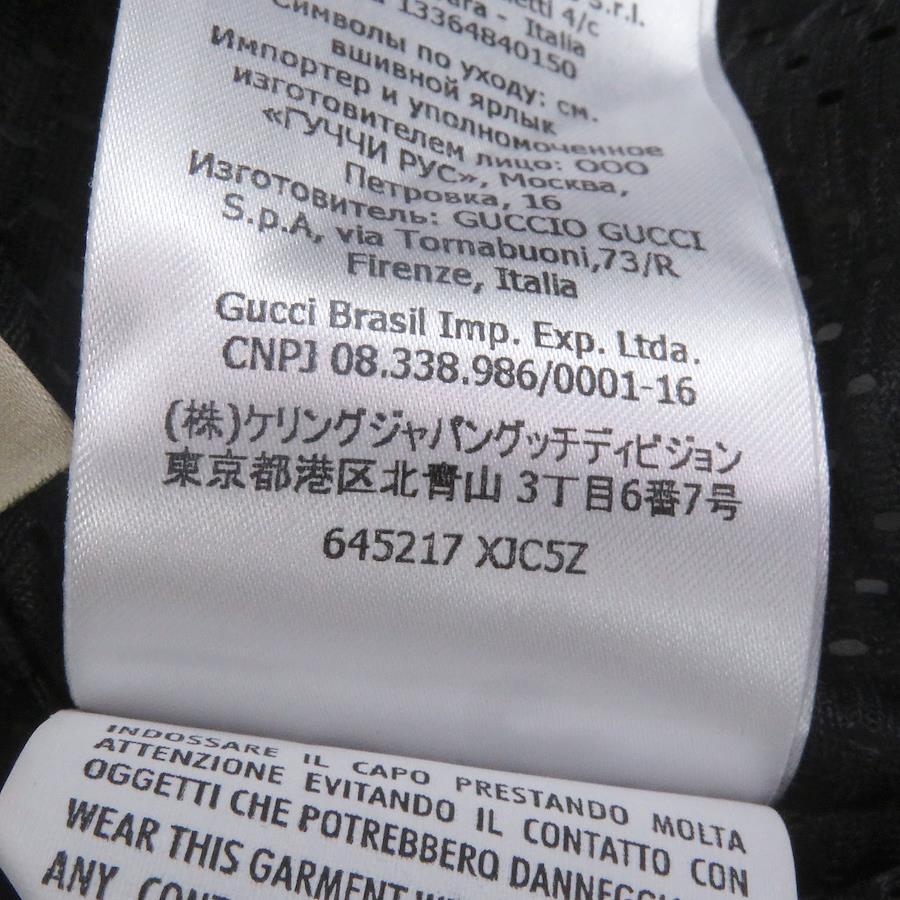 S.r.l.
4/c
- Italia
13364840150
Символы по уходу: см.
вшивной ярлык
Импортер и уполномоченное
изготовителем лицо: ООО
«ГУЧЧИ РУС», Москва,
Петровка, 16
Изготовитель: GUCCIO GUCCI
S.p.A, via Tornabuoni,73/R
Firenze, Italia
Gucci Brasil Imp. Exp. Ltda.
CNPJ 08.338.986/0001-16
(株)ケリングジャパングッチディビジョン
東京都港区北青山 3丁目6番7号
645217 XJC5Z
INDOSSARE IL CAPO PRESTANDO MOLTA
ATTENZIONE EVITANDO IL CONTATTO CON
OGGETTI CHE POTREBBERO
WEAR THIS GARMENT
ANY